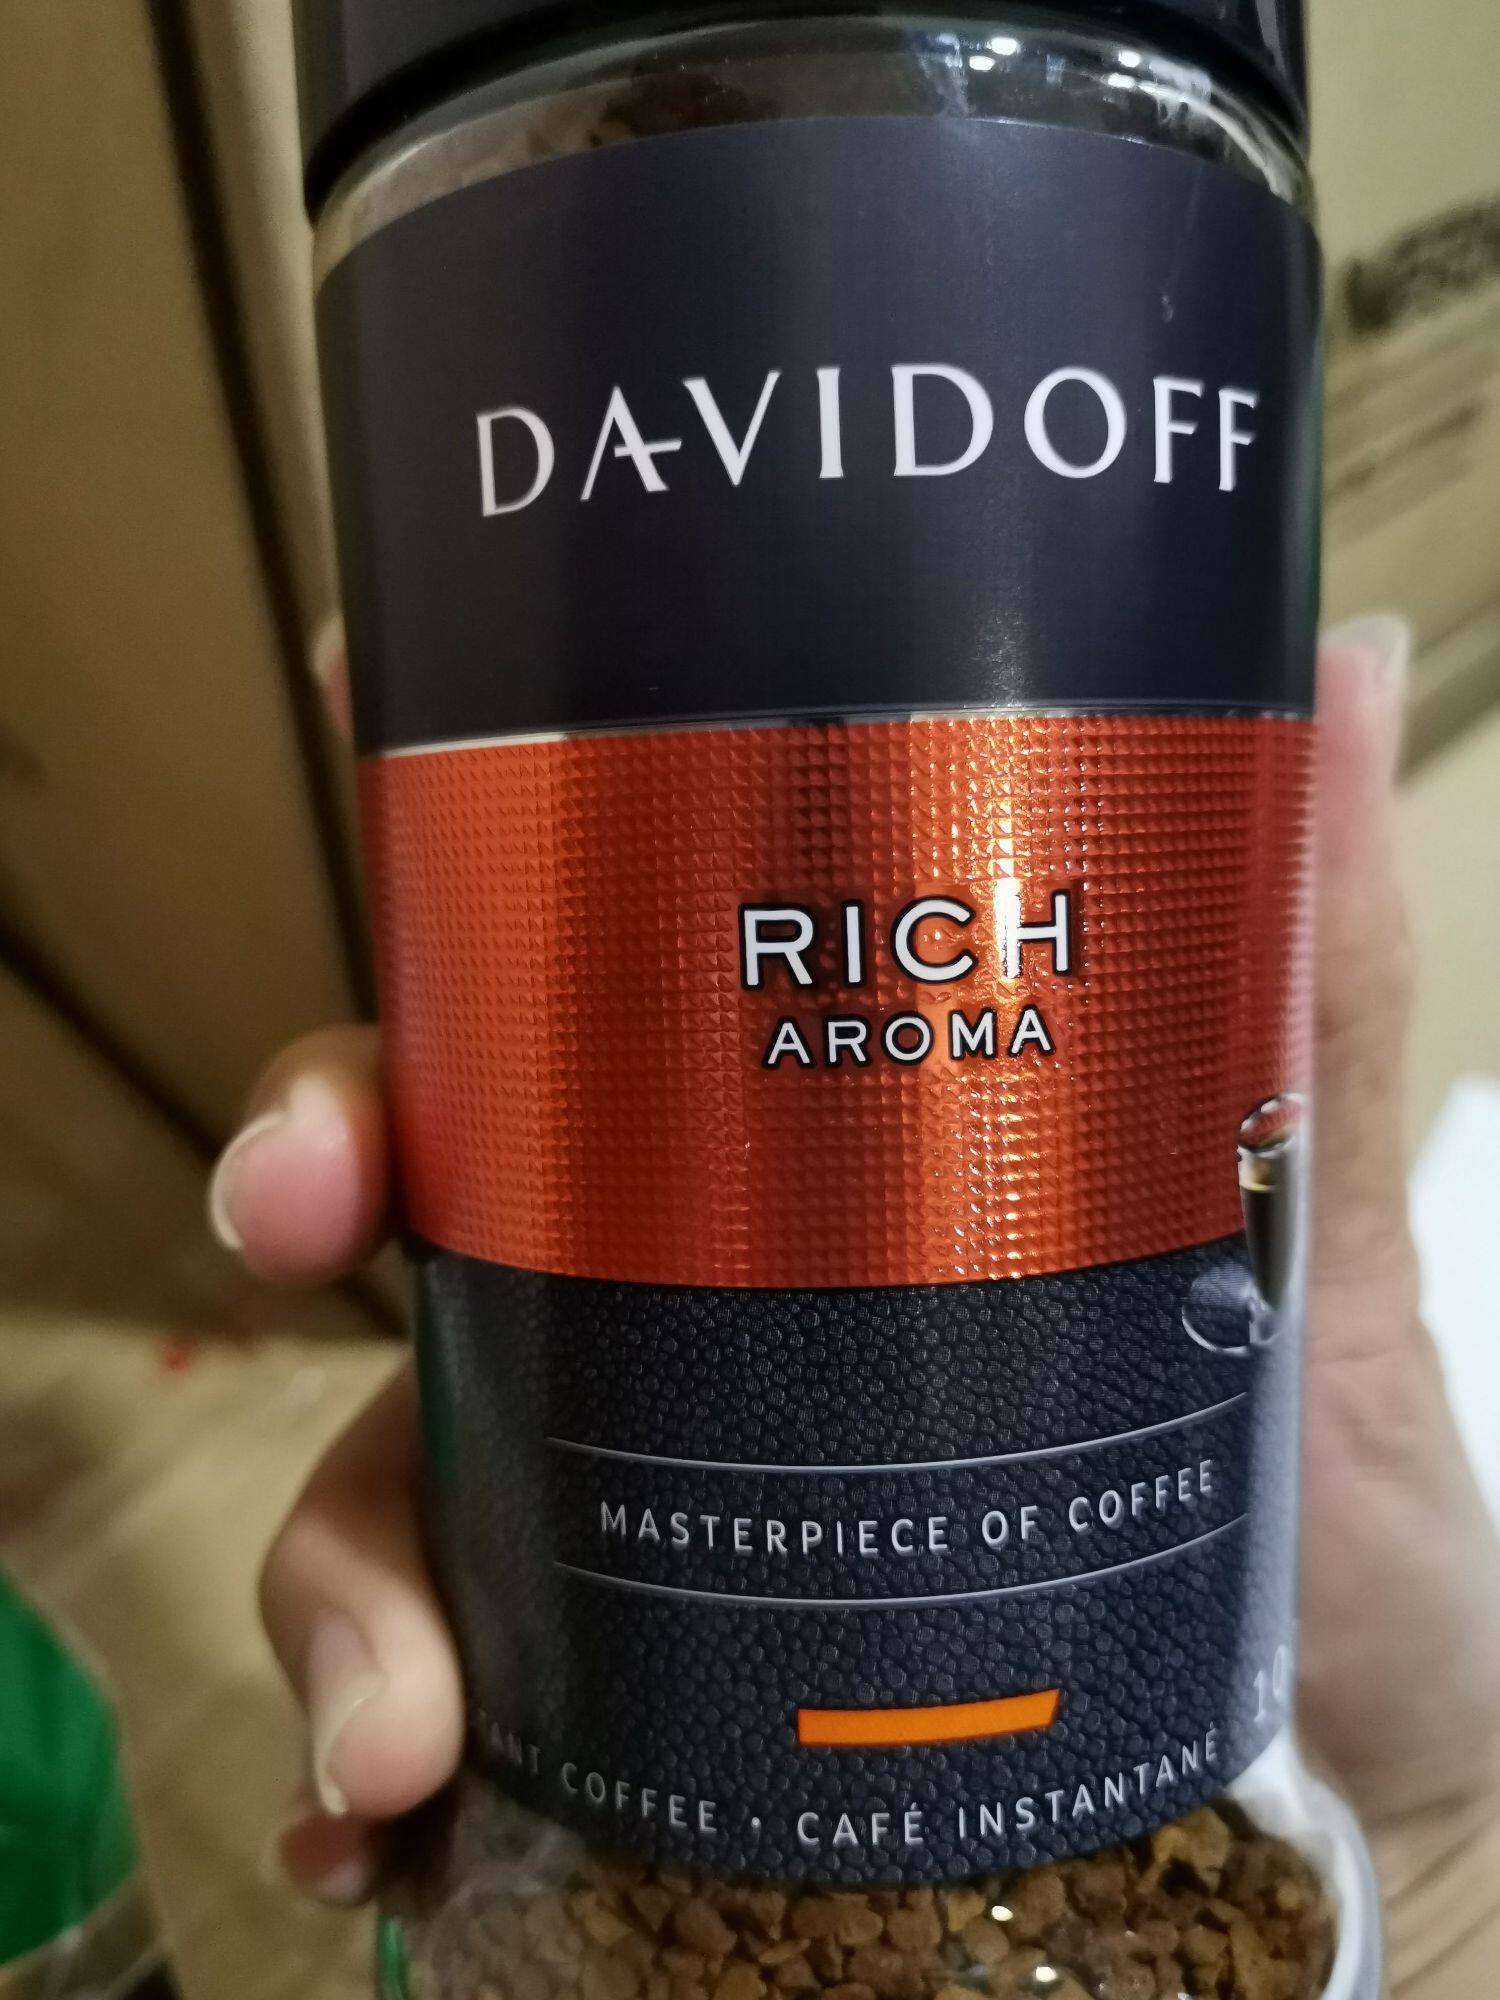 DAVIDOFF
RICH
AROMA
MASTERPIECE OF COFFEE
COFFEE · CAFÉ INSTANTANÉ